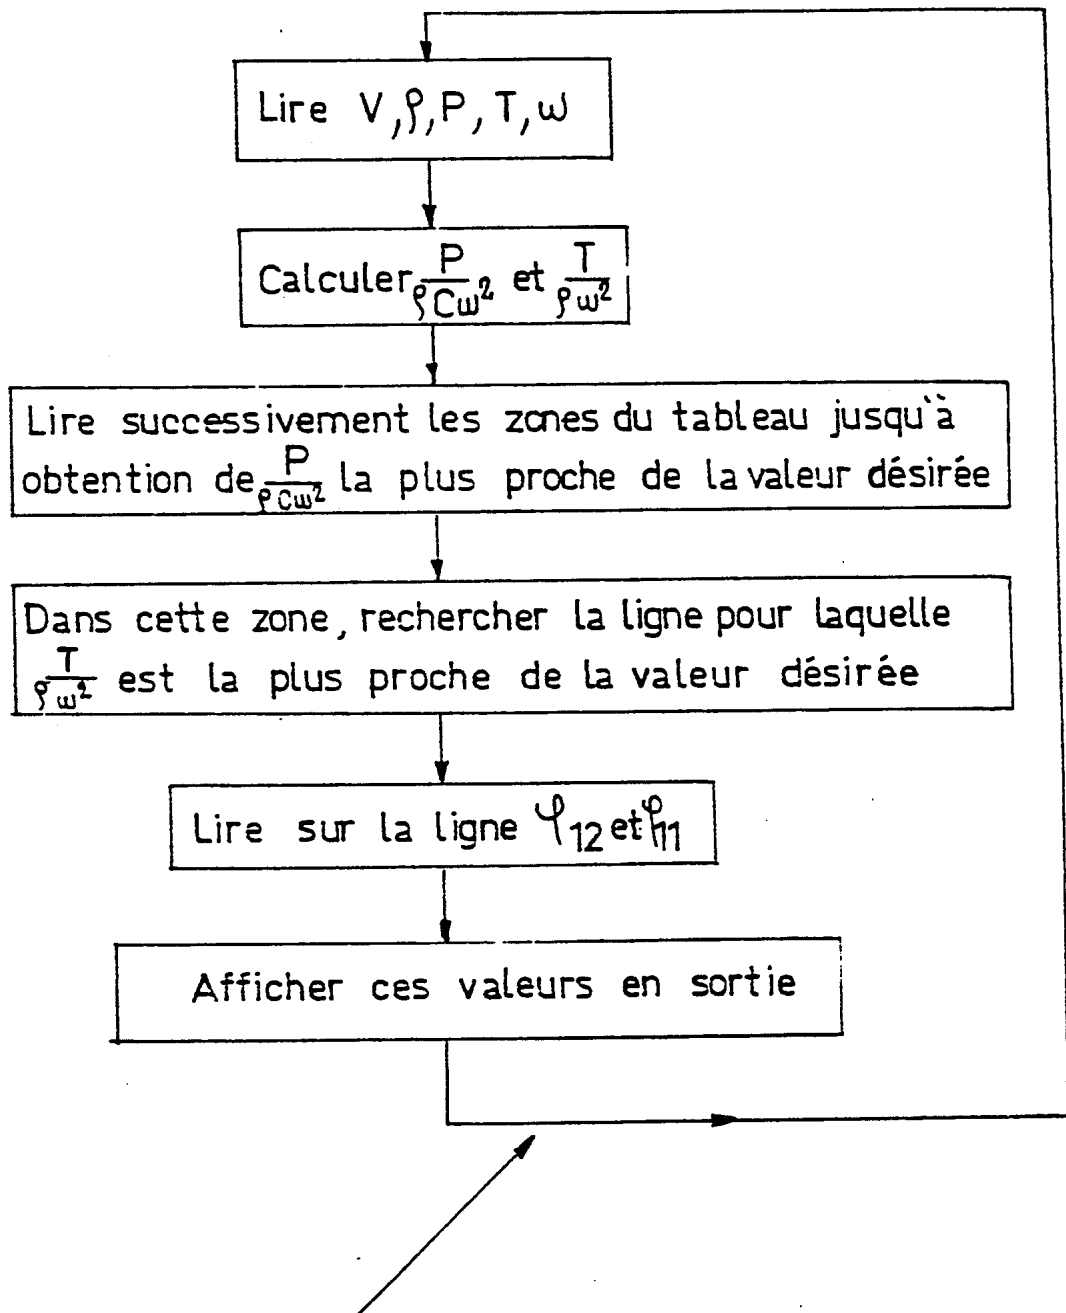 Lire V, ρ, P, T, ω
Calculer P/ρCω² et T/ρω²
Lire successivement les zones du tableau jusqu'à
obtention de P/ρCω² la plus proche de la valeur désirée
Dans cette zone, rechercher la ligne pour laquelle
T/ρω² est la plus proche de la valeur désirée
Lire sur la ligne φ12 et φ11
Afficher ces valeurs en sortie